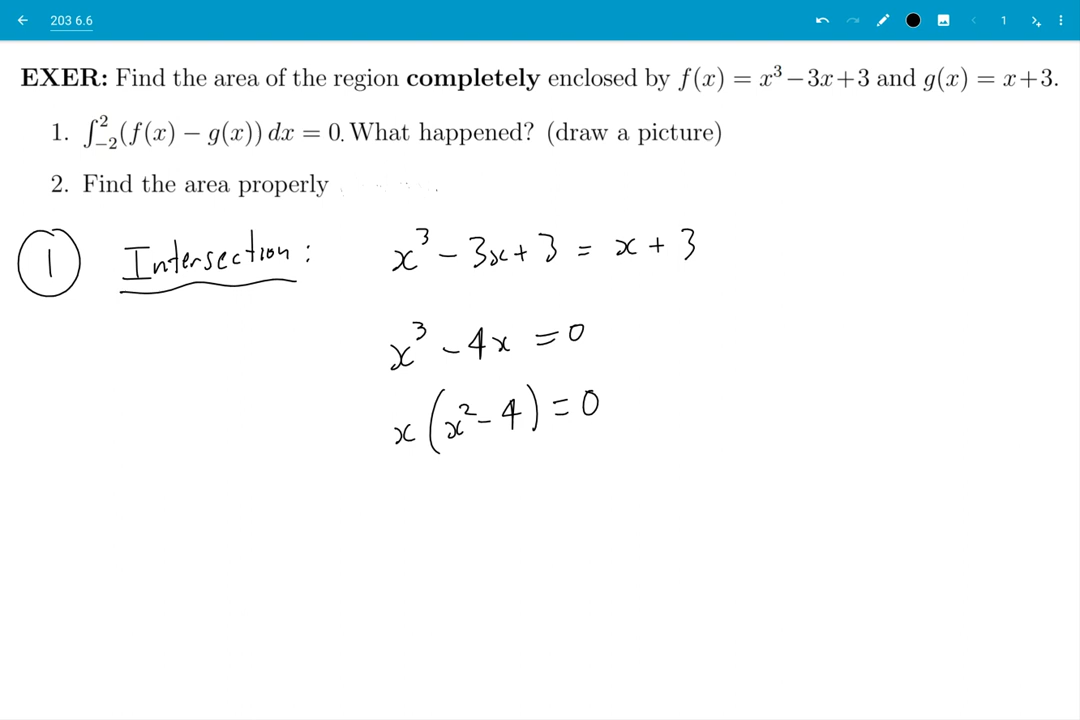 203 6.6
1
EXER: Find the area of the region completely enclosed by f(x) = x³ − 3x + 3 and g(x) = x + 3.
1. ∫₋₂² (f(x) − g(x)) dx = 0. What happened? (draw a picture)
2. Find the area properly
① Intersection: x³ − 3x + 3 = x + 3
x³ − 4x = 0
x(x² − 4) = 0